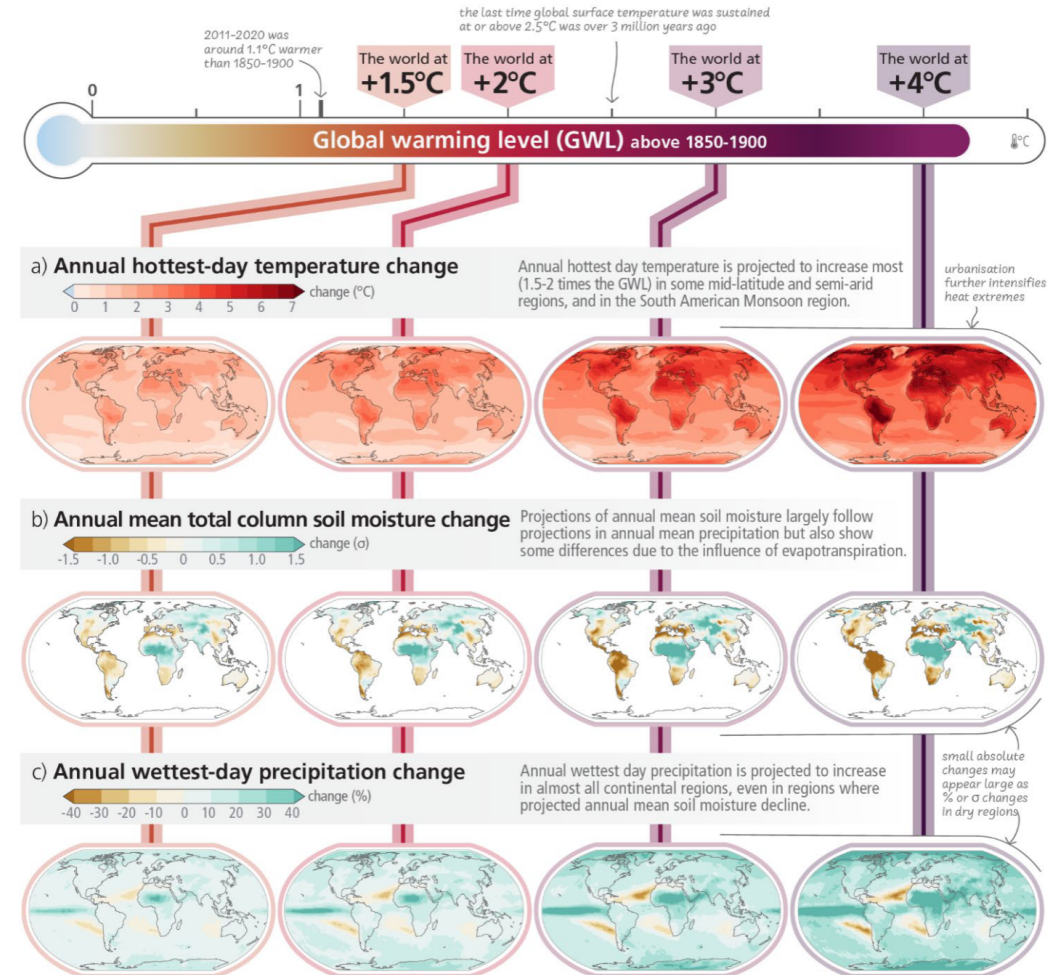 the last time global surface temperature was sustained
at or above 2.5°C was over 3 million years ago
2011-2020 was
around 1.1°C warmer
than 1850-1900
The world at
+1.5°C
The world at
+2°C
The world at
+3°C
The world at
+4°C
0
1
Global warming level (GWL) above 1850-1900
°C
a) Annual hottest-day temperature change
change (°C)
0 1 2 3 4 5 6 7
Annual hottest day temperature is projected to increase most
(1.5-2 times the GWL) in some mid-latitude and semi-arid
regions, and in the South American Monsoon region.
urbanisation
further intensifies
heat extremes
b) Annual mean total column soil moisture change
change (σ)
-1.5 -1.0 -0.5 0 0.5 1.0 1.5
Projections of annual mean soil moisture largely follow
projections in annual mean precipitation but also show
some differences due to the influence of evapotranspiration.
c) Annual wettest-day precipitation change
change (%)
-40 -30 -20 -10 0 10 20 30 40
Annual wettest day precipitation is projected to increase
in almost all continental regions, even in regions where
projected annual mean soil moisture decline.
small absolute
changes may
appear large as
% or σ changes
in dry regions